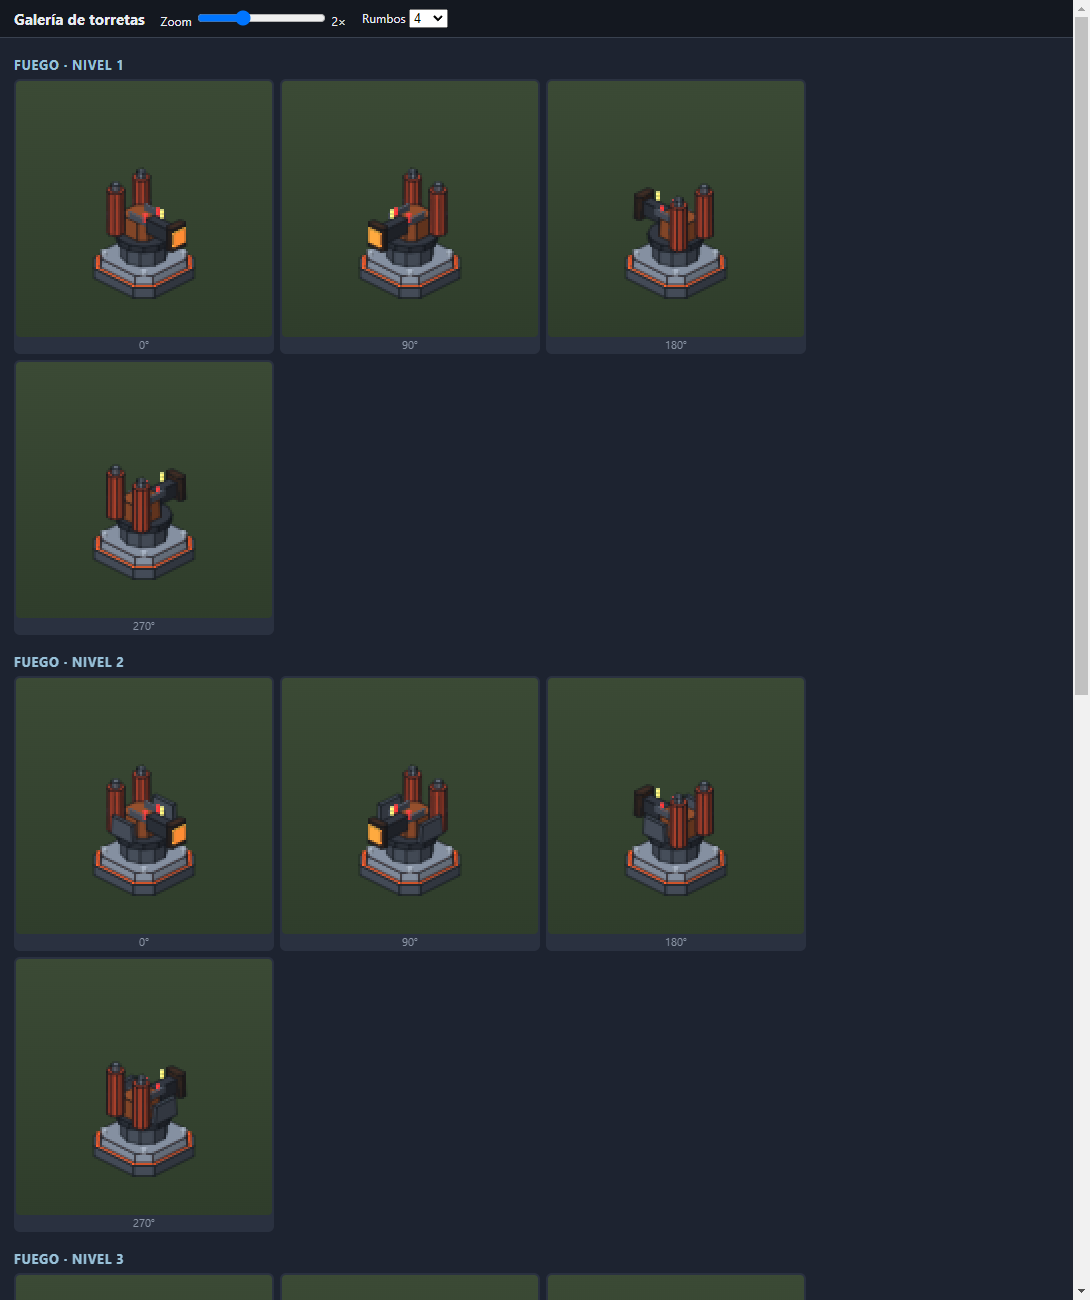 Galería de torretas Zoom 2× Rumbos 4
FUEGO · NIVEL 1
0° 90° 180°
270°
FUEGO · NIVEL 2
0° 90° 180°
270°
FUEGO · NIVEL 3